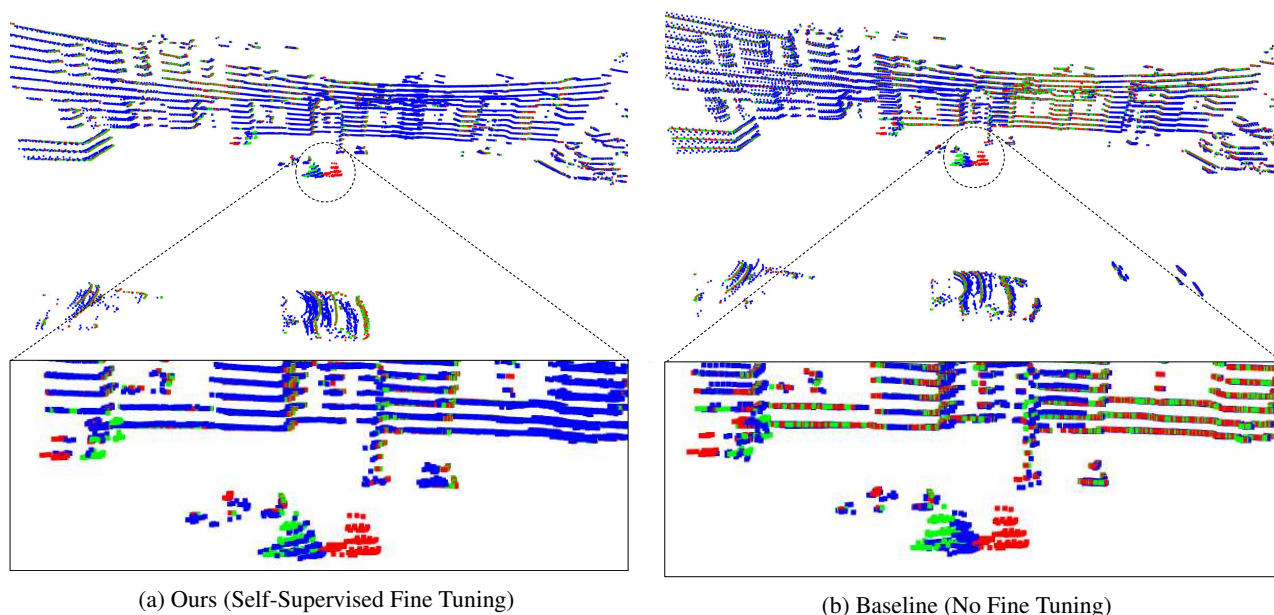 (a) Ours (Self-Supervised Fine Tuning)
(b) Baseline (No Fine Tuning)